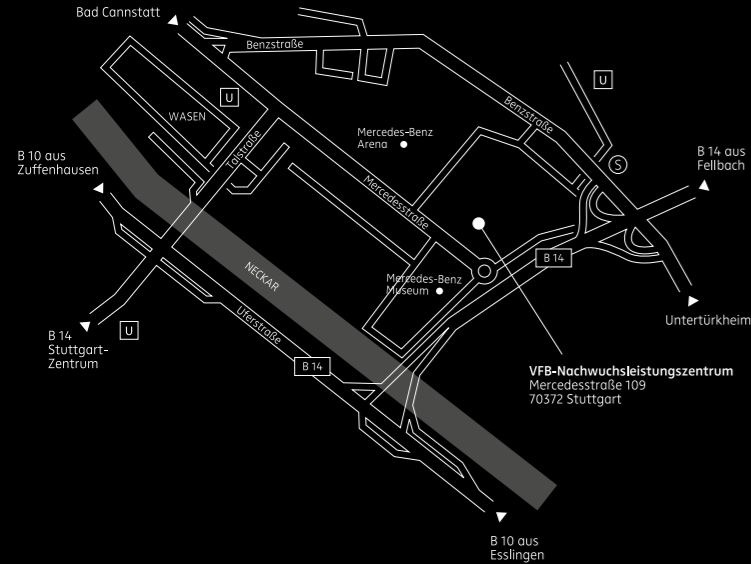 Bad Cannstatt
Benzstraße
U
U
WASEN
Benzstraße
Talstraße
Mercedes-Benz
Arena
S
B 14 aus
Fellbach
B 10 aus
Zuffenhausen
Mercedesstraße
B 14
NECKAR
Mercedes-Benz
Museum
Uferstraße
U
B 14
Stuttgart-
Zentrum
Untertürkheim
B 14
VFB-Nachwuchsleistungszentrum
Mercedesstraße 109
70372 Stuttgart
B 10 aus
Esslingen